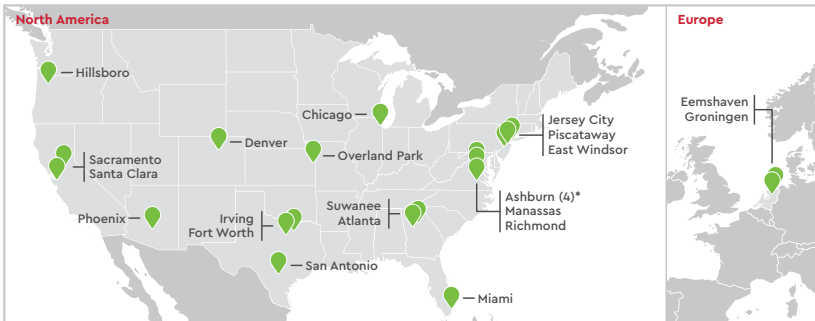 North America
Europe
Hillsboro
Chicago
Denver
Overland Park
Jersey City
Piscataway
East Windsor
Eemshaven
Groningen
Sacramento
Santa Clara
Phoenix
Irving
Fort Worth
Suwanee
Atlanta
Ashburn (4)*
Manassas
Richmond
San Antonio
Miami